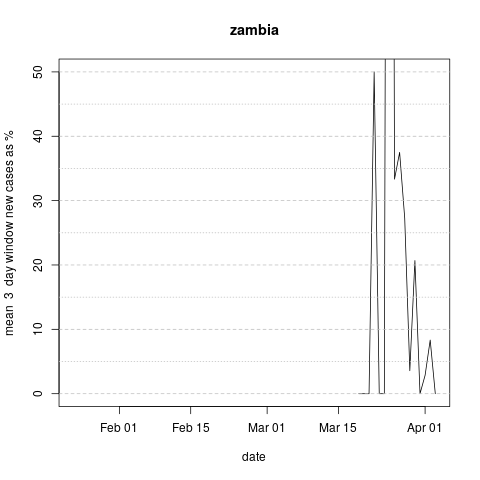 zambia
mean 3 day window new cases as %
50
40
30
20
10
0
Feb 01
Feb 15
Mar 01
Mar 15
Apr 01
date